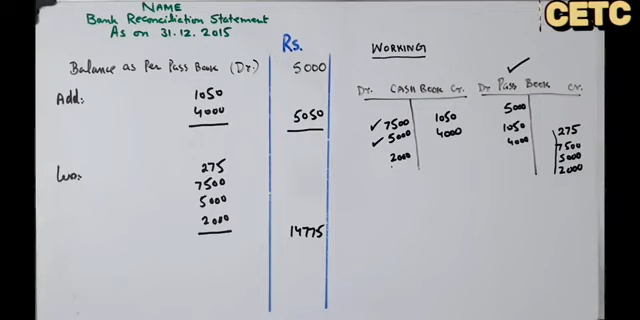 CETC
NAME
Bank Reconciliation Statement
As on 31.12.2015
Rs.
WORKING
Balance as Per Pass Book (Dr.) 5000
Dr. CASH BOOK Cr.
Dr Pass Book Cr.
Add: 1050
4000 5050
✓ 7500 1050
✓ 5000 4000
2000
5000
1050 275
4000 7500
5000
2000
Less: 275
7500
5000
2000 14775